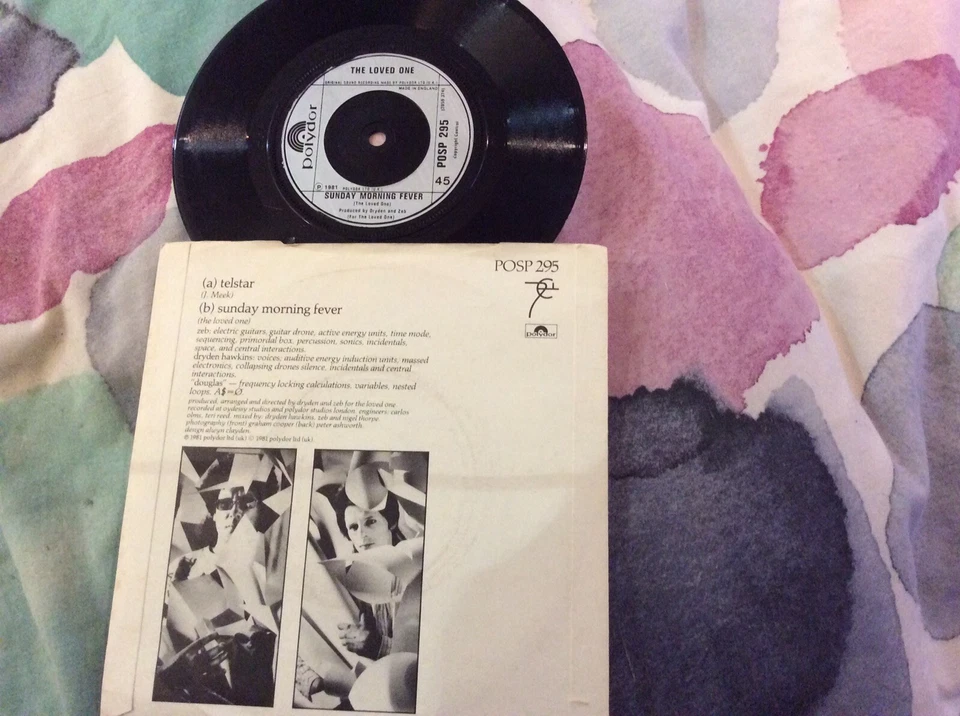 THE LOVED ONE
ORIGINAL SOUND RECORDING MADE BY POLYDOR LTD (U.K.)
MADE IN ENGLAND
polydor
POSP 295
45
℗ 1981 POLYDOR LTD (U.K.)
SUNDAY MORNING FEVER
(The Loved One)
Produced by Dryden and Zeb
(For The Loved One)
POSP 295
(a) telstar
(J. Meek)
(b) sunday morning fever
(the loved one)
zeb: electric guitars, guitar drone, active energy units, time mode,
sequencing, primordal box, percussion, sonics, incidentals,
space, and central interactions.
dryden hawkins: voices, auditive energy induction units, massed
electronics, collapsing drones silence, incidentals and central
interactions.
"douglas" — frequency locking calculations, variables, nested
loops. A$=Ø.
produced, arranged and directed by dryden and zeb for the loved one.
recorded at studios and polydor studios london. engineers: carlos
olms, teri reed. mixed by: dryden hawkins, zeb and nigel thorpe.
photography (front) graham cooper (back) peter ashworth.
design alwyn clayden.
℗ 1981 polydor ltd (uk) © 1981 polydor ltd (uk).
polydor